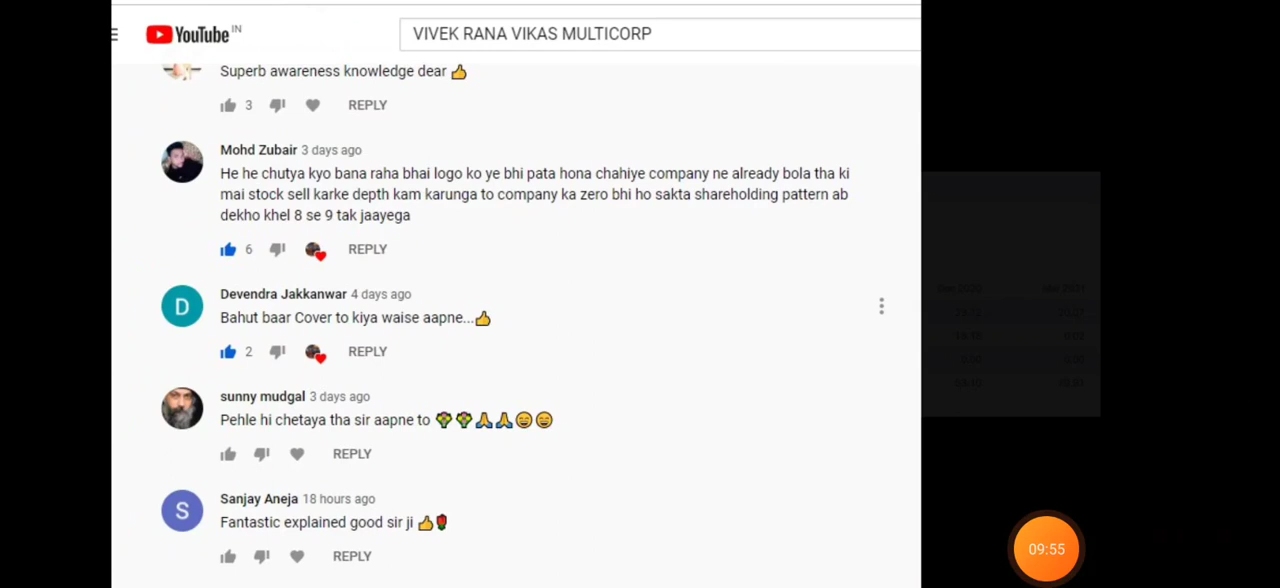 YouTube IN
VIVEK RANA VIKAS MULTICORP
Superb awareness knowledge dear 👍
3 REPLY
Mohd Zubair 3 days ago
He he chutya kyo bana raha bhai logo ko ye bhi pata hona chahiye company ne already bola tha ki
mai stock sell karke depth kam karunga to company ka zero bhi ho sakta shareholding pattern ab
dekho khel 8 se 9 tak jaayega
6 REPLY
Devendra Jakkanwar 4 days ago
D
Bahut baar Cover to kiya waise aapne...👍
2 REPLY
sunny mudgal 3 days ago
Pehle hi chetaya tha sir aapne to 💐💐🙏🙏😄😄
REPLY
Sanjay Aneja 18 hours ago
S
Fantastic explained good sir ji 👍🌹
REPLY
09:55